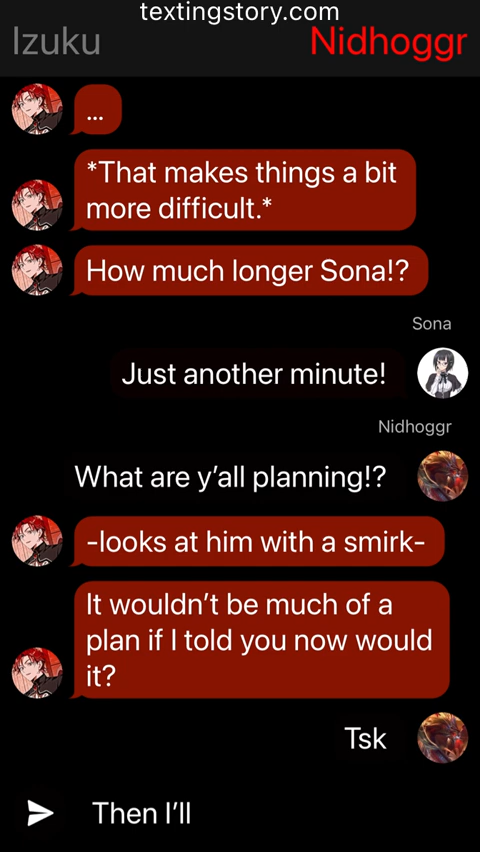 textingstory.com
Izuku Nidhoggr
...
*That makes things a bit
more difficult.*
How much longer Sona!?
Sona
Just another minute!
Nidhoggr
What are y’all planning!?
-looks at him with a smirk-
It wouldn’t be much of a
plan if I told you now would
it?
Tsk
Then I’ll